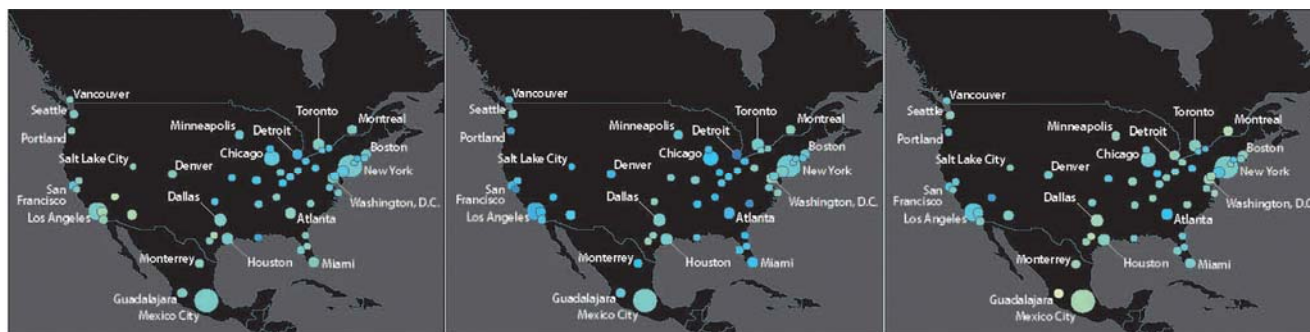 Vancouver
Seattle
Toronto
Montreal
Portland
Minneapolis
Detroit
Boston
Salt Lake City
Denver
Chicago
New York
San
Francisco
Dallas
Los Angeles
Atlanta
Washington, D.C.
Monterrey
Houston
Miami
Guadalajara
Mexico City
Vancouver
Seattle
Toronto
Montreal
Portland
Minneapolis
Detroit
Boston
Salt Lake City
Denver
Chicago
New York
San
Francisco
Dallas
Los Angeles
Atlanta
Washington, D.C.
Monterrey
Houston
Miami
Guadalajara
Mexico City
Vancouver
Seattle
Toronto
Montreal
Portland
Minneapolis
Detroit
Boston
Salt Lake City
Denver
Chicago
New York
San
Francisco
Dallas
Los Angeles
Atlanta
Washington, D.C.
Monterrey
Houston
Miami
Guadalajara
Mexico City